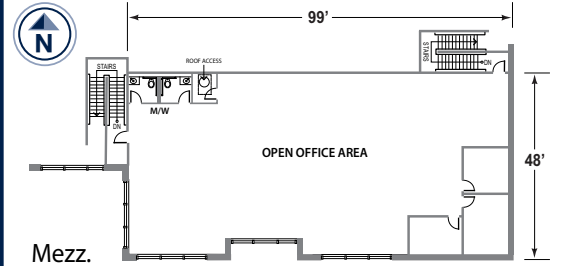 N
99'
STAIRS
DN
M/W
ROOF ACCESS
STAIRS
DN
OPEN OFFICE AREA
48'
Mezz.